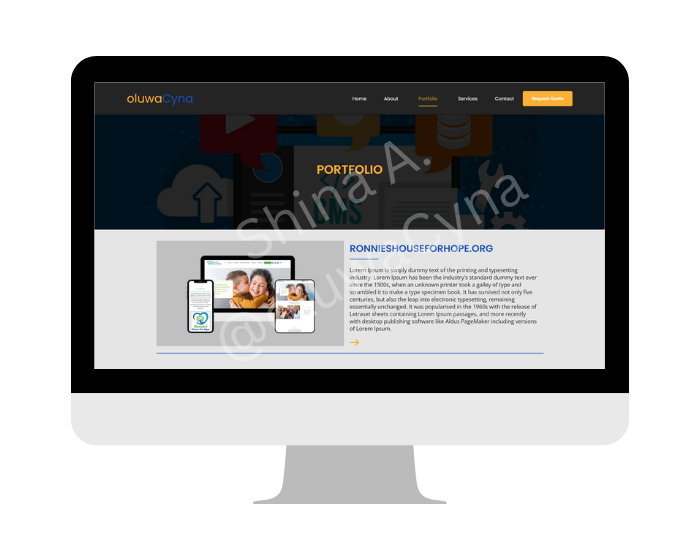 oluwaCyna
Home About Portfolio Services Contact Request Quote
PORTFOLIO
CMS
Shina A.
@oluwaCyna
RONNIESHOUSEFORHOPE.ORG
Lorem Ipsum is simply dummy text of the printing and typesetting
industry. Lorem Ipsum has been the industry's standard dummy text ever
since the 1500s, when an unknown printer took a galley of type and
scrambled it to make a type specimen book. It has survived not only five
centuries, but also the leap into electronic typesetting, remaining
essentially unchanged. It was popularised in the 1960s with the release of
Letraset sheets containing Lorem Ipsum passages, and more recently
with desktop publishing software like Aldus PageMaker including versions
of Lorem Ipsum.